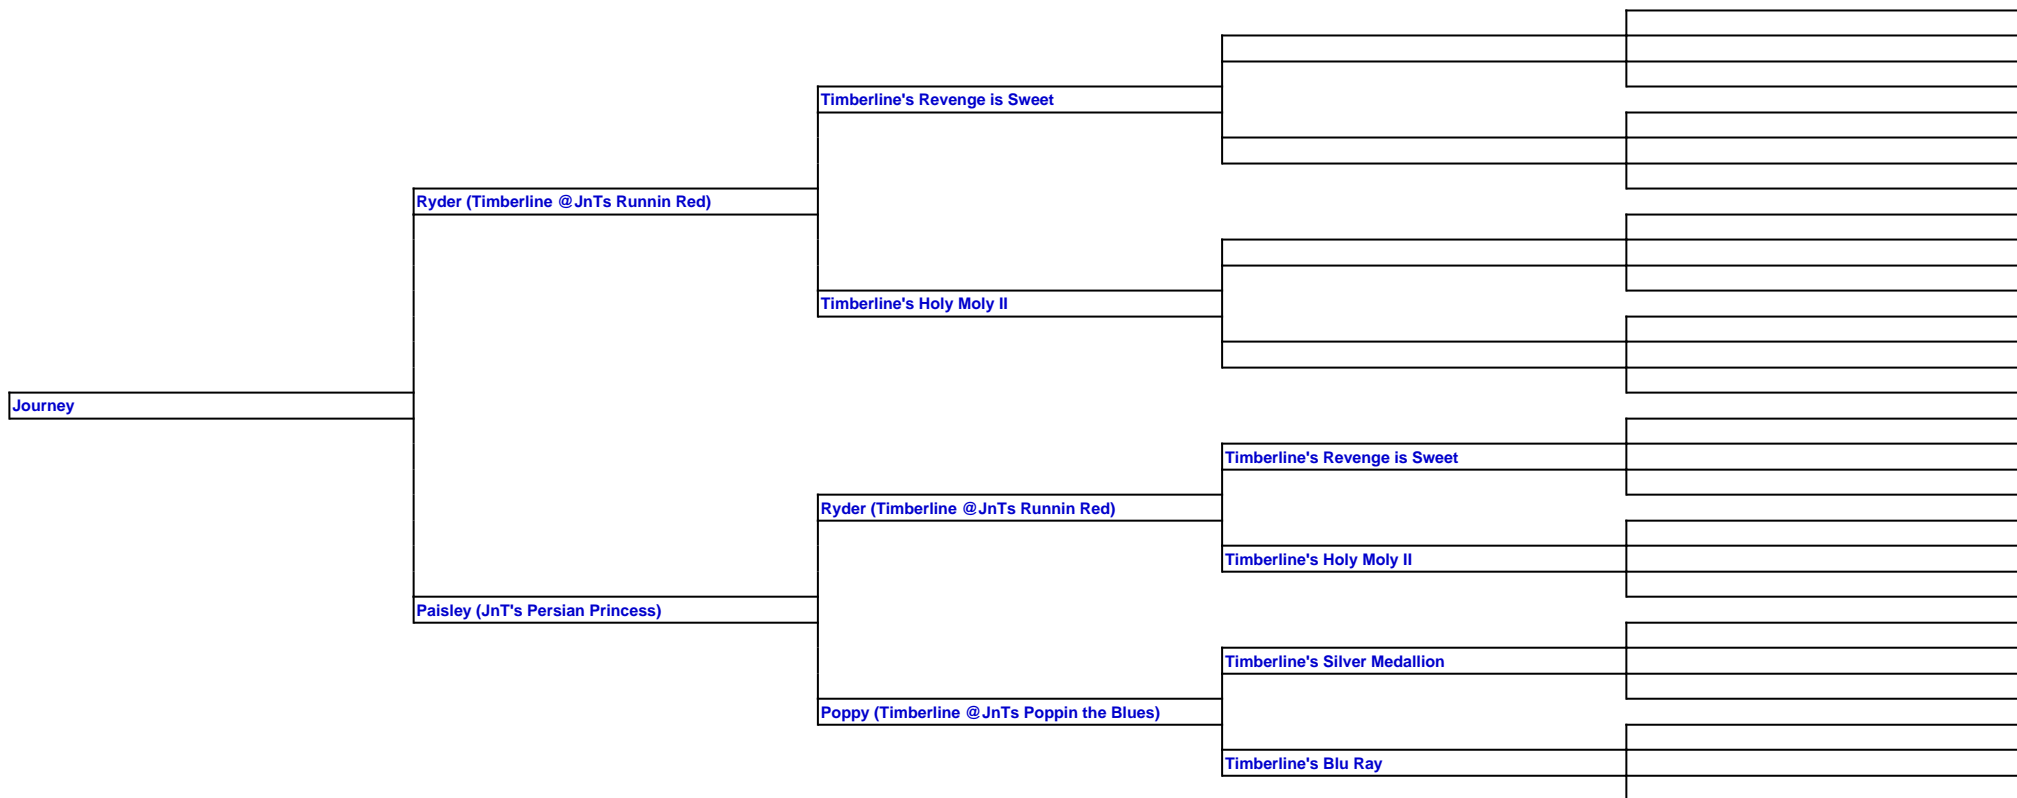 Timberline's Revenge is Sweet
Ryder (Timberline @JnTs Runnin Red)
Timberline's Holy Moly II
Journey
Timberline's Revenge is Sweet
Ryder (Timberline @JnTs Runnin Red)
Timberline's Holy Moly II
Paisley (JnT's Persian Princess)
Timberline's Silver Medallion
Poppy (Timberline @JnTs Poppin the Blues)
Timberline's Blu Ray